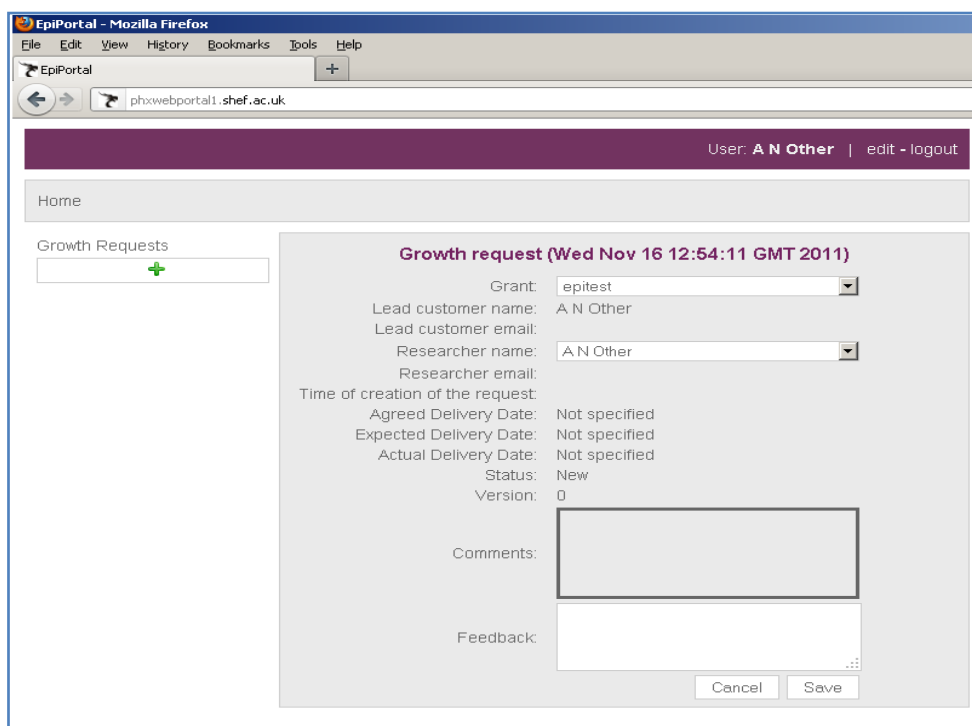 EpiPortal - Mozilla Firefox
File Edit View History Bookmarks Tools Help
EpiPortal
phxwebportal1.shef.ac.uk
User: A N Other | edit - logout
Home
Growth Requests
Growth request (Wed Nov 16 12:54:11 GMT 2011)
Grant: epitest
Lead customer name: A N Other
Lead customer email:
Researcher name: A N Other
Researcher email:
Time of creation of the request:
Agreed Delivery Date: Not specified
Expected Delivery Date: Not specified
Actual Delivery Date: Not specified
Status: New
Version: 0
Comments:
Feedback:
Cancel Save